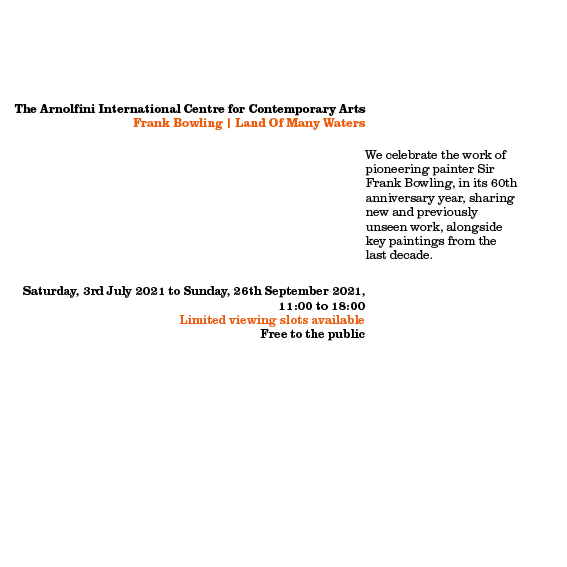 The Arnolfini International Centre for Contemporary Arts
Frank Bowling | Land Of Many Waters
We celebrate the work of
pioneering painter Sir
Frank Bowling, in its 60th
anniversary year, sharing
new and previously
unseen work, alongside
key paintings from the
last decade.
Saturday, 3rd July 2021 to Sunday, 26th September 2021,
11:00 to 18:00
Limited viewing slots available
Free to the public